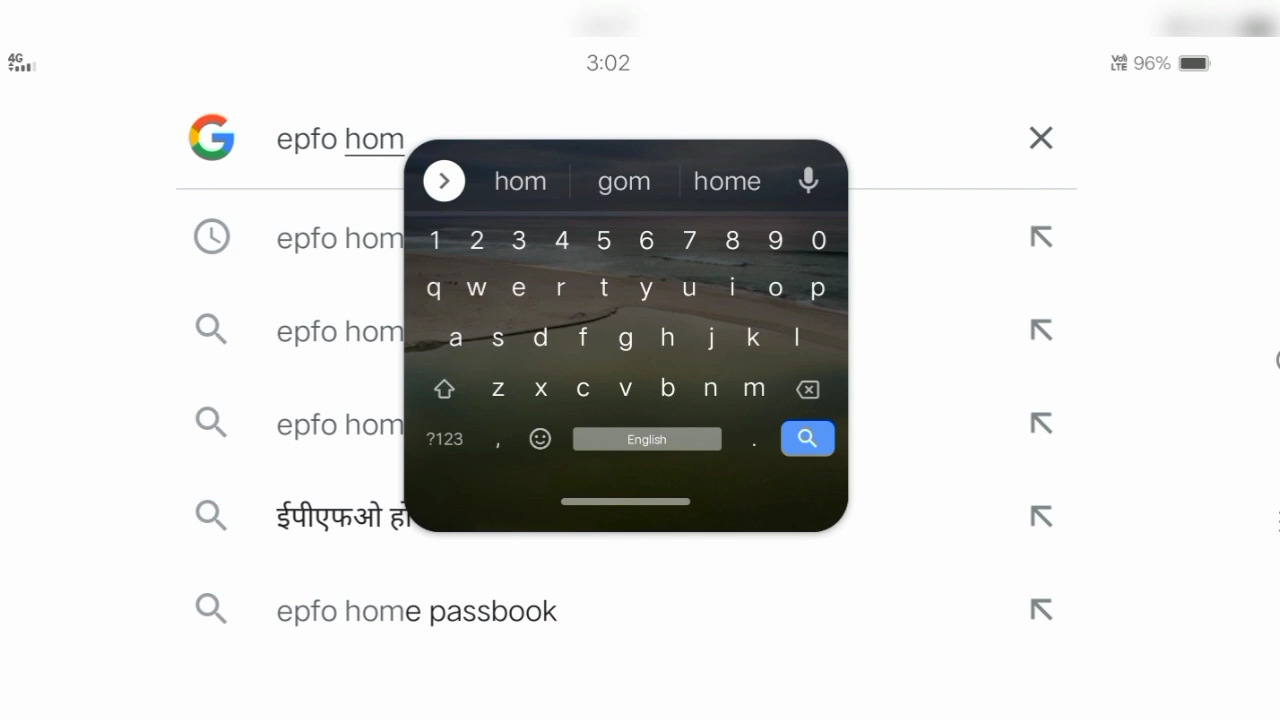 4G 3:02 VoLTE 96%
epfo hom
hom gom home
epfo hom
1 2 3 4 5 6 7 8 9 0
q w e r t y u i o p
epfo hom
a s d f g h j k l
z x c v b n m
epfo hom
?123 , English .
ईपीएफओ
epfo home passbook